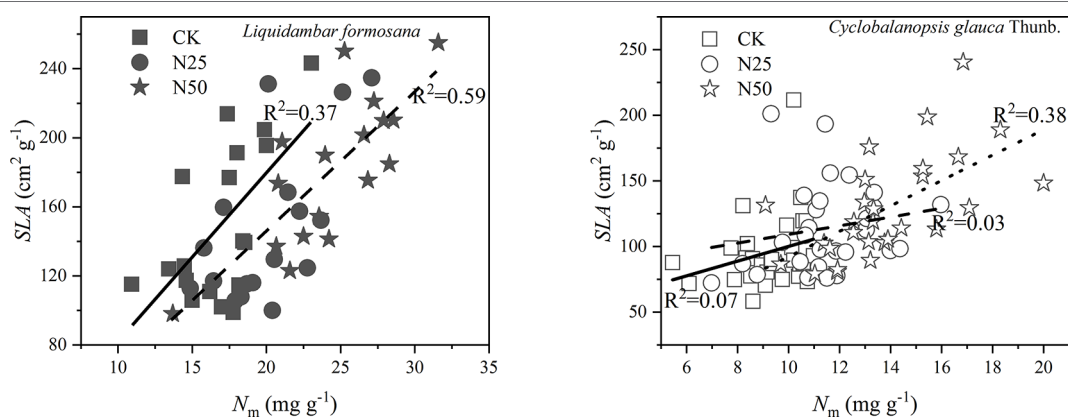 Liquidambar formosana
CK
N25
N50
R²=0.37
R²=0.59
240
200
160
120
80
SLA (cm² g⁻¹)
10 15 20 25 30 35
Nm (mg g⁻¹)
Cyclobalanopsis glauca Thunb.
CK
N25
N50
R²=0.38
R²=0.03
R²=0.07
250
200
150
100
50
SLA (cm² g⁻¹)
6 8 10 12 14 16 18 20
Nm (mg g⁻¹)